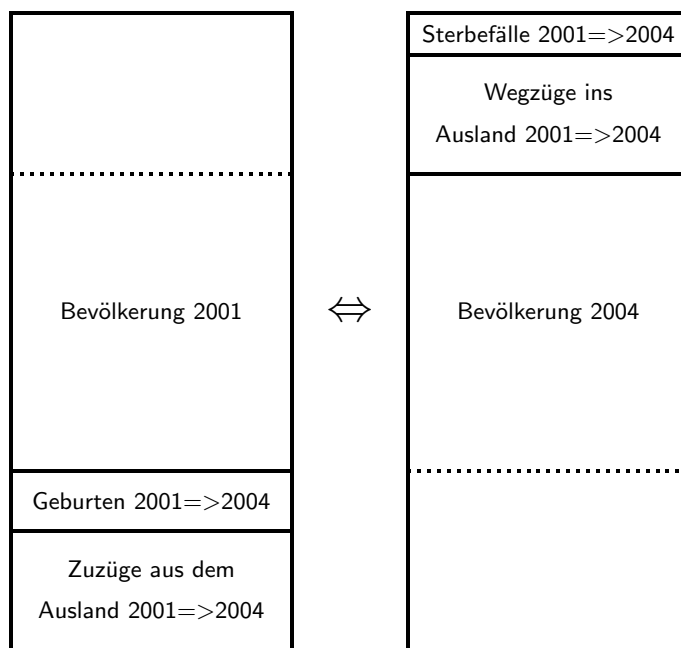 Bevölkerung 2001
Geburten 2001=>2004
Zuzüge aus dem
Ausland 2001=>2004
⇔
Sterbefälle 2001=>2004
Wegzüge ins
Ausland 2001=>2004
Bevölkerung 2004